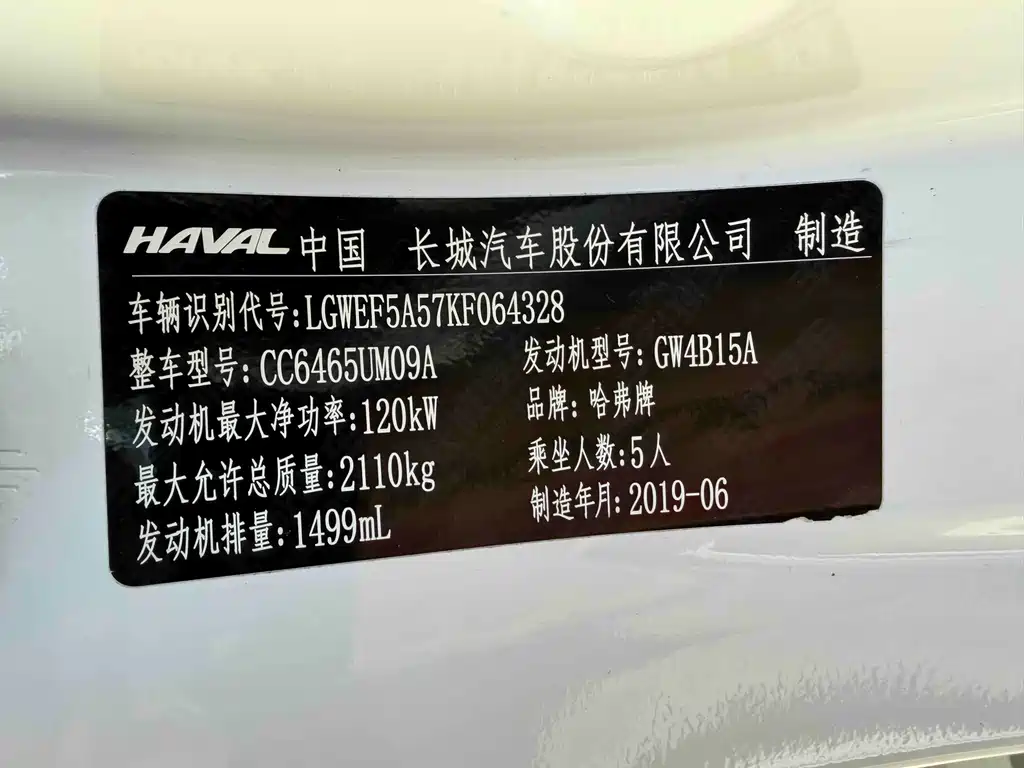 HAVAL 中国 长城汽车股份有限公司 制造
车辆识别代号:LGWEF5A57KF064328
整车型号:CC6465UM09A 发动机型号:GW4B15A
发动机最大净功率:120kW 品牌:哈弗牌
最大允许总质量:2110kg 乘坐人数:5人
发动机排量:1499mL 制造年月:2019-06